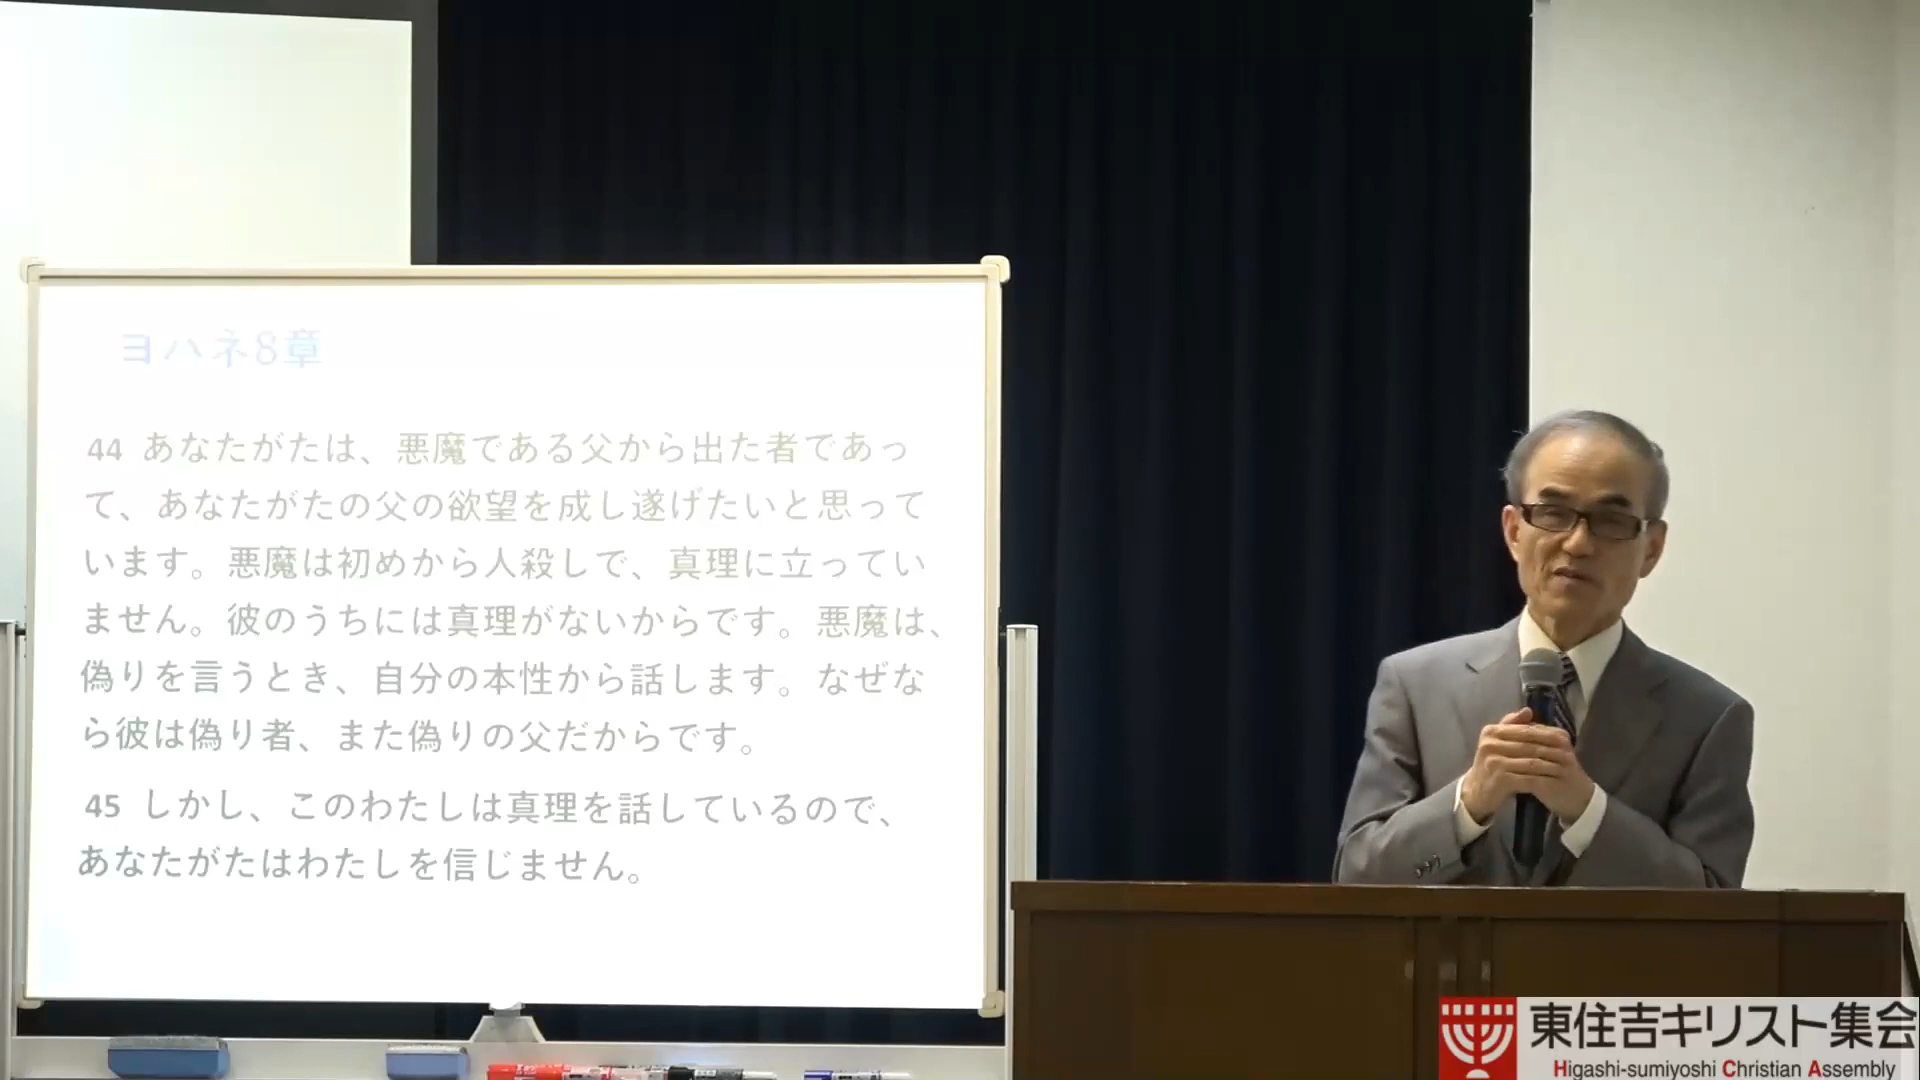 ヨハネ8章
44 あなたがたは、悪魔である父から出た者であっ
て、あなたがたの父の欲望を成し遂げたいと思って
います。悪魔は初めから人殺しで、真理に立ってい
ません。彼のうちには真理がないからです。悪魔は、
偽りを言うとき、自分の本性から話します。なぜな
ら彼は偽り者、また偽りの父だからです。
45 しかし、このわたしは真理を話しているので、
あなたがたはわたしを信じません。
東住吉キリスト集会
Higashi-sumiyoshi Christian Assembly